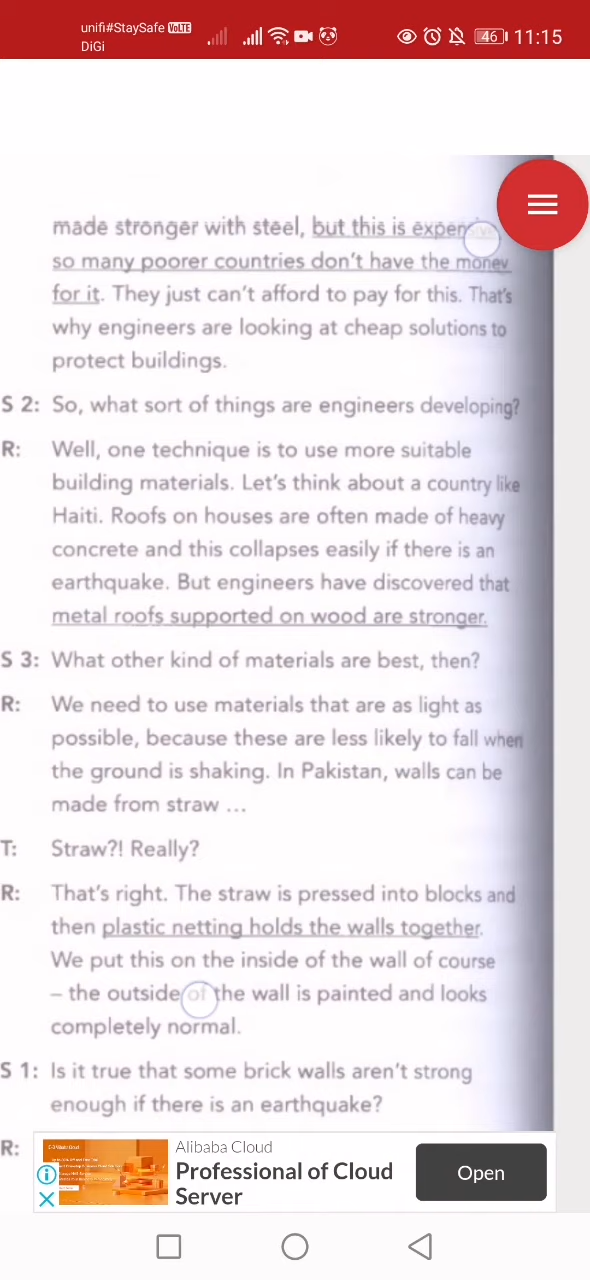 unifi#StaySafe VoLTE
DiGi
46 11:15
made stronger with steel, but this is expensive
so many poorer countries don't have the money
for it. They just can't afford to pay for this. That's
why engineers are looking at cheap solutions to
protect buildings.
S 2: So, what sort of things are engineers developing?
R: Well, one technique is to use more suitable
building materials. Let's think about a country like
Haiti. Roofs on houses are often made of heavy
concrete and this collapses easily if there is an
earthquake. But engineers have discovered that
metal roofs supported on wood are stronger.
S 3: What other kind of materials are best, then?
R: We need to use materials that are as light as
possible, because these are less likely to fall when
the ground is shaking. In Pakistan, walls can be
made from straw ...
T: Straw?! Really?
R: That's right. The straw is pressed into blocks and
then plastic netting holds the walls together.
We put this on the inside of the wall of course
– the outside of the wall is painted and looks
completely normal.
S 1: Is it true that some brick walls aren't strong
enough if there is an earthquake?
R:
Alibaba Cloud
Professional of Cloud
Server
Open